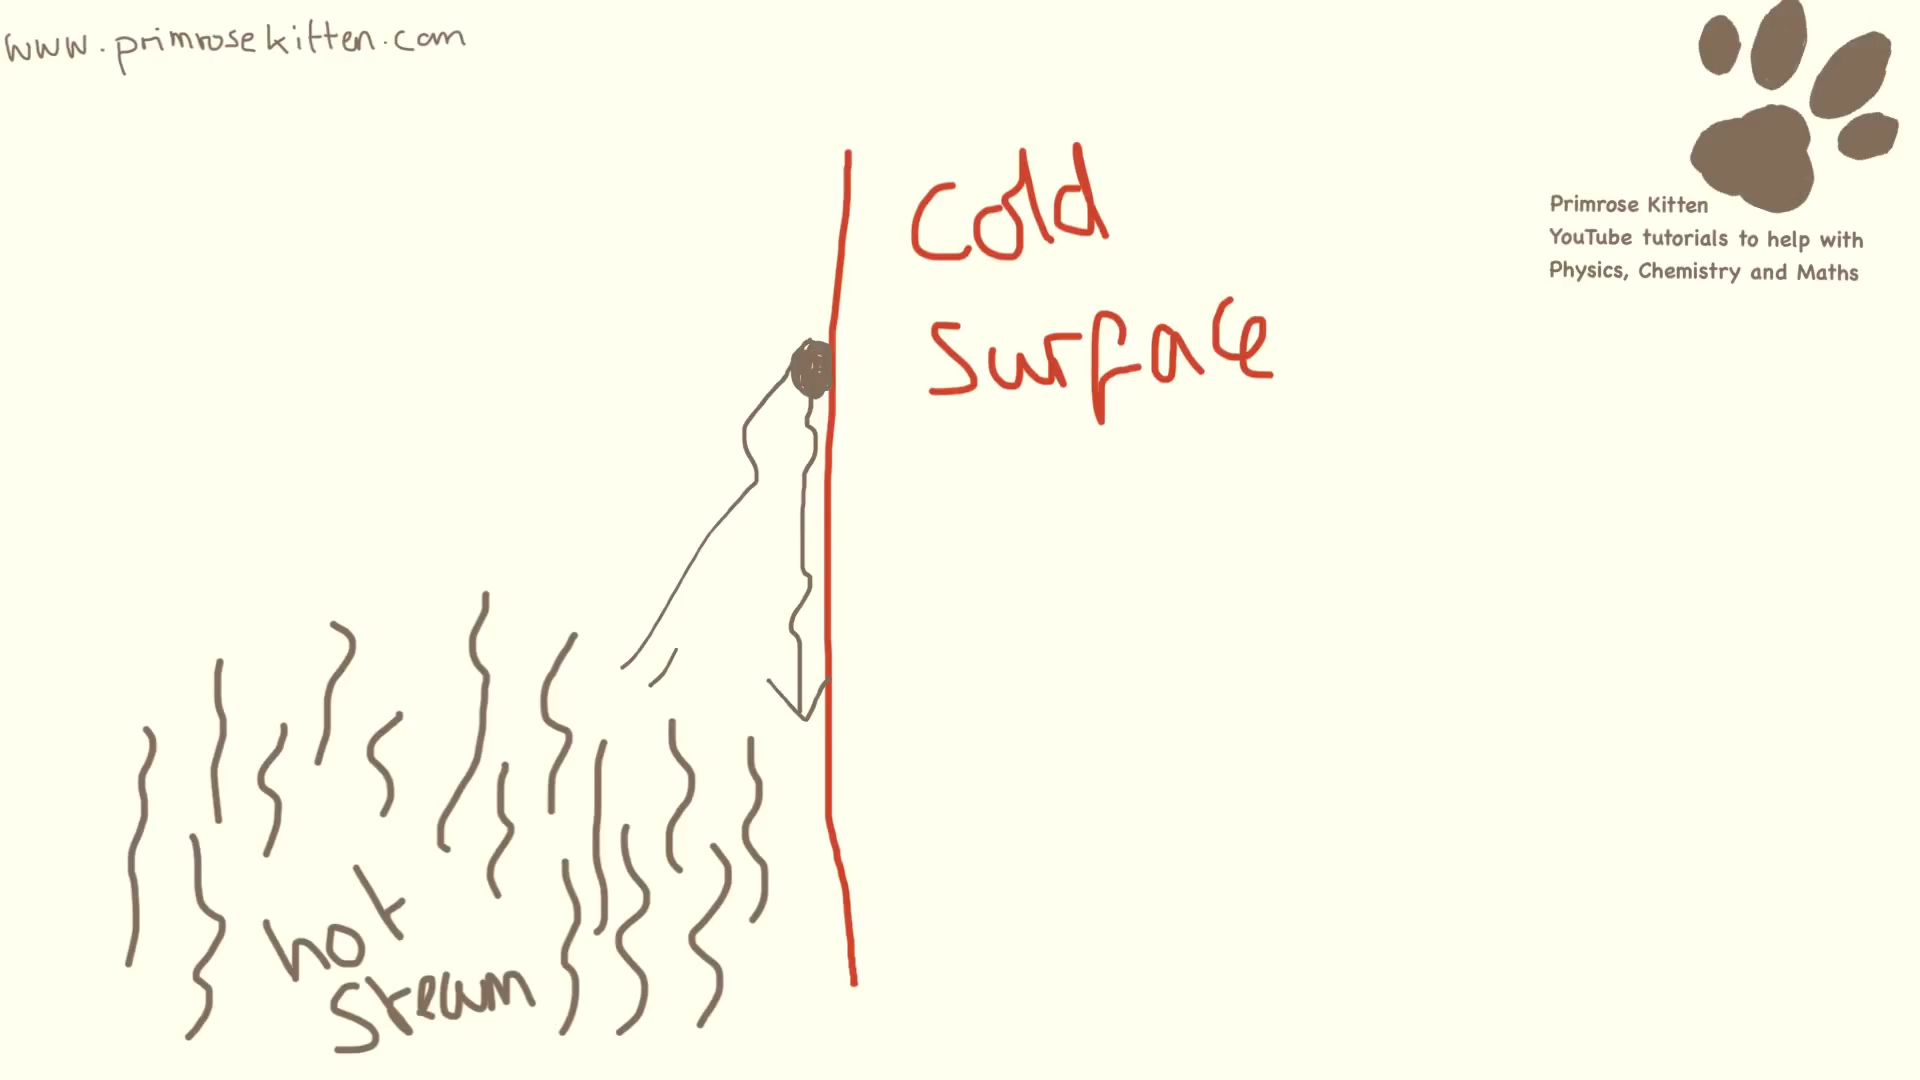 www.primrosekitten.com
Cold
Surface
Primrose Kitten
YouTube tutorials to help with
Physics, Chemistry and Maths
hot
Steam